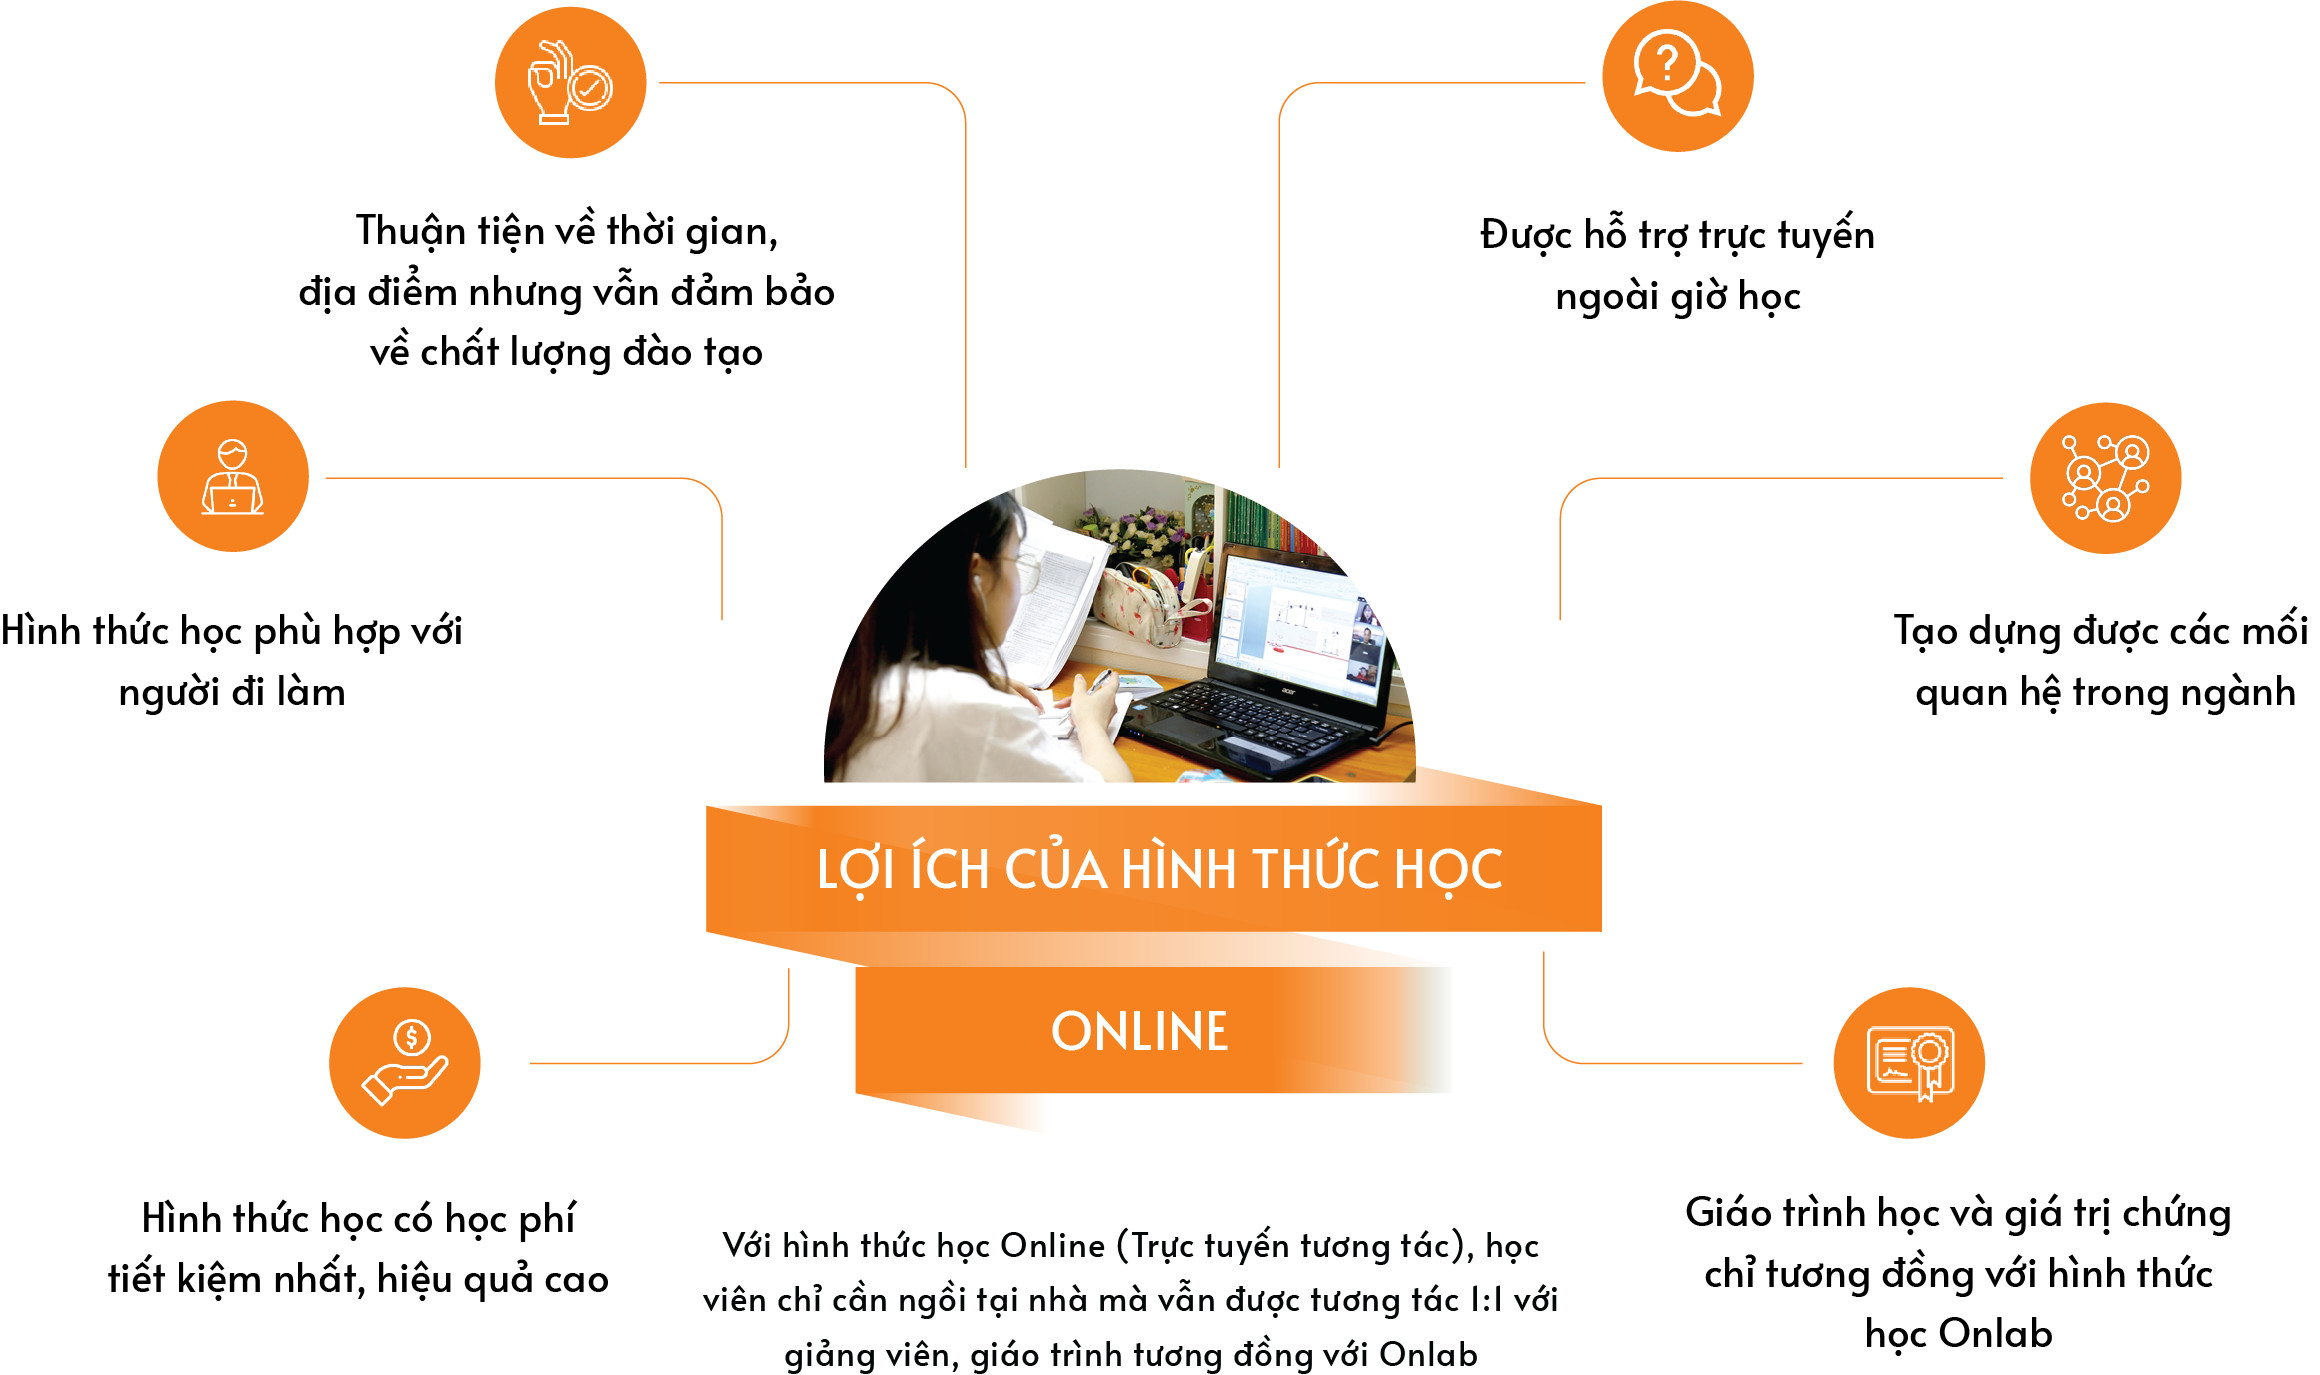 Thuận tiện về thời gian,
địa điểm nhưng vẫn đảm bảo
về chất lượng đào tạo
Được hỗ trợ trực tuyến
ngoài giờ học
Hình thức học phù hợp với
người đi làm
Tạo dựng được các mối
quan hệ trong ngành
acer
LỢI ÍCH CỦA HÌNH THỨC HỌC
ONLINE
Hình thức học có học phí
tiết kiệm nhất, hiệu quả cao
Với hình thức học Online (Trực tuyến tương tác), học
viên chỉ cần ngồi tại nhà mà vẫn được tương tác 1:1 với
giảng viên, giáo trình tương đồng với Onlab
Giáo trình học và giá trị chứng
chỉ tương đồng với hình thức
học Onlab